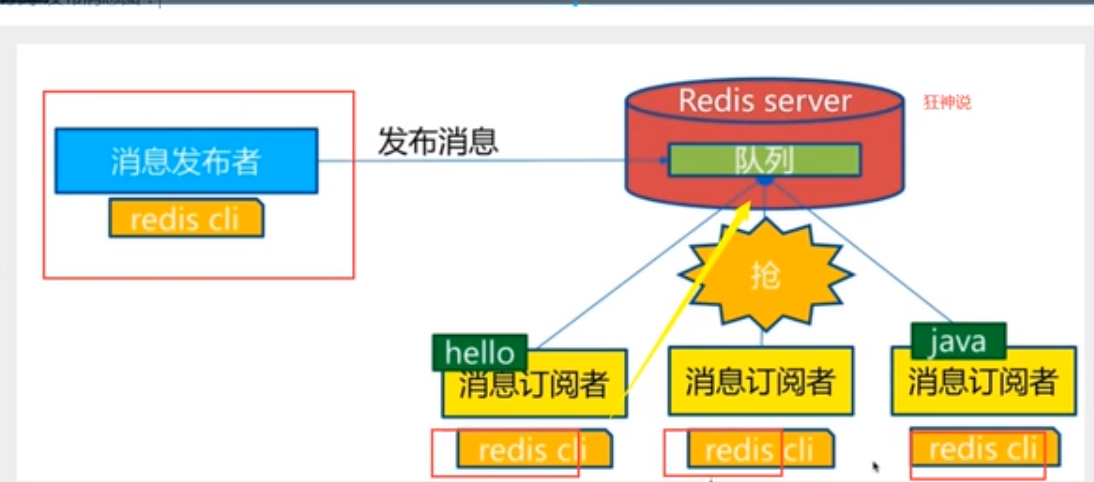 Redis server
狂神说
发布消息
消息发布者
队列
redis cli
抢
hello
java
消息订阅者
消息订阅者
消息订阅者
redis cli
redis cli
redis cli